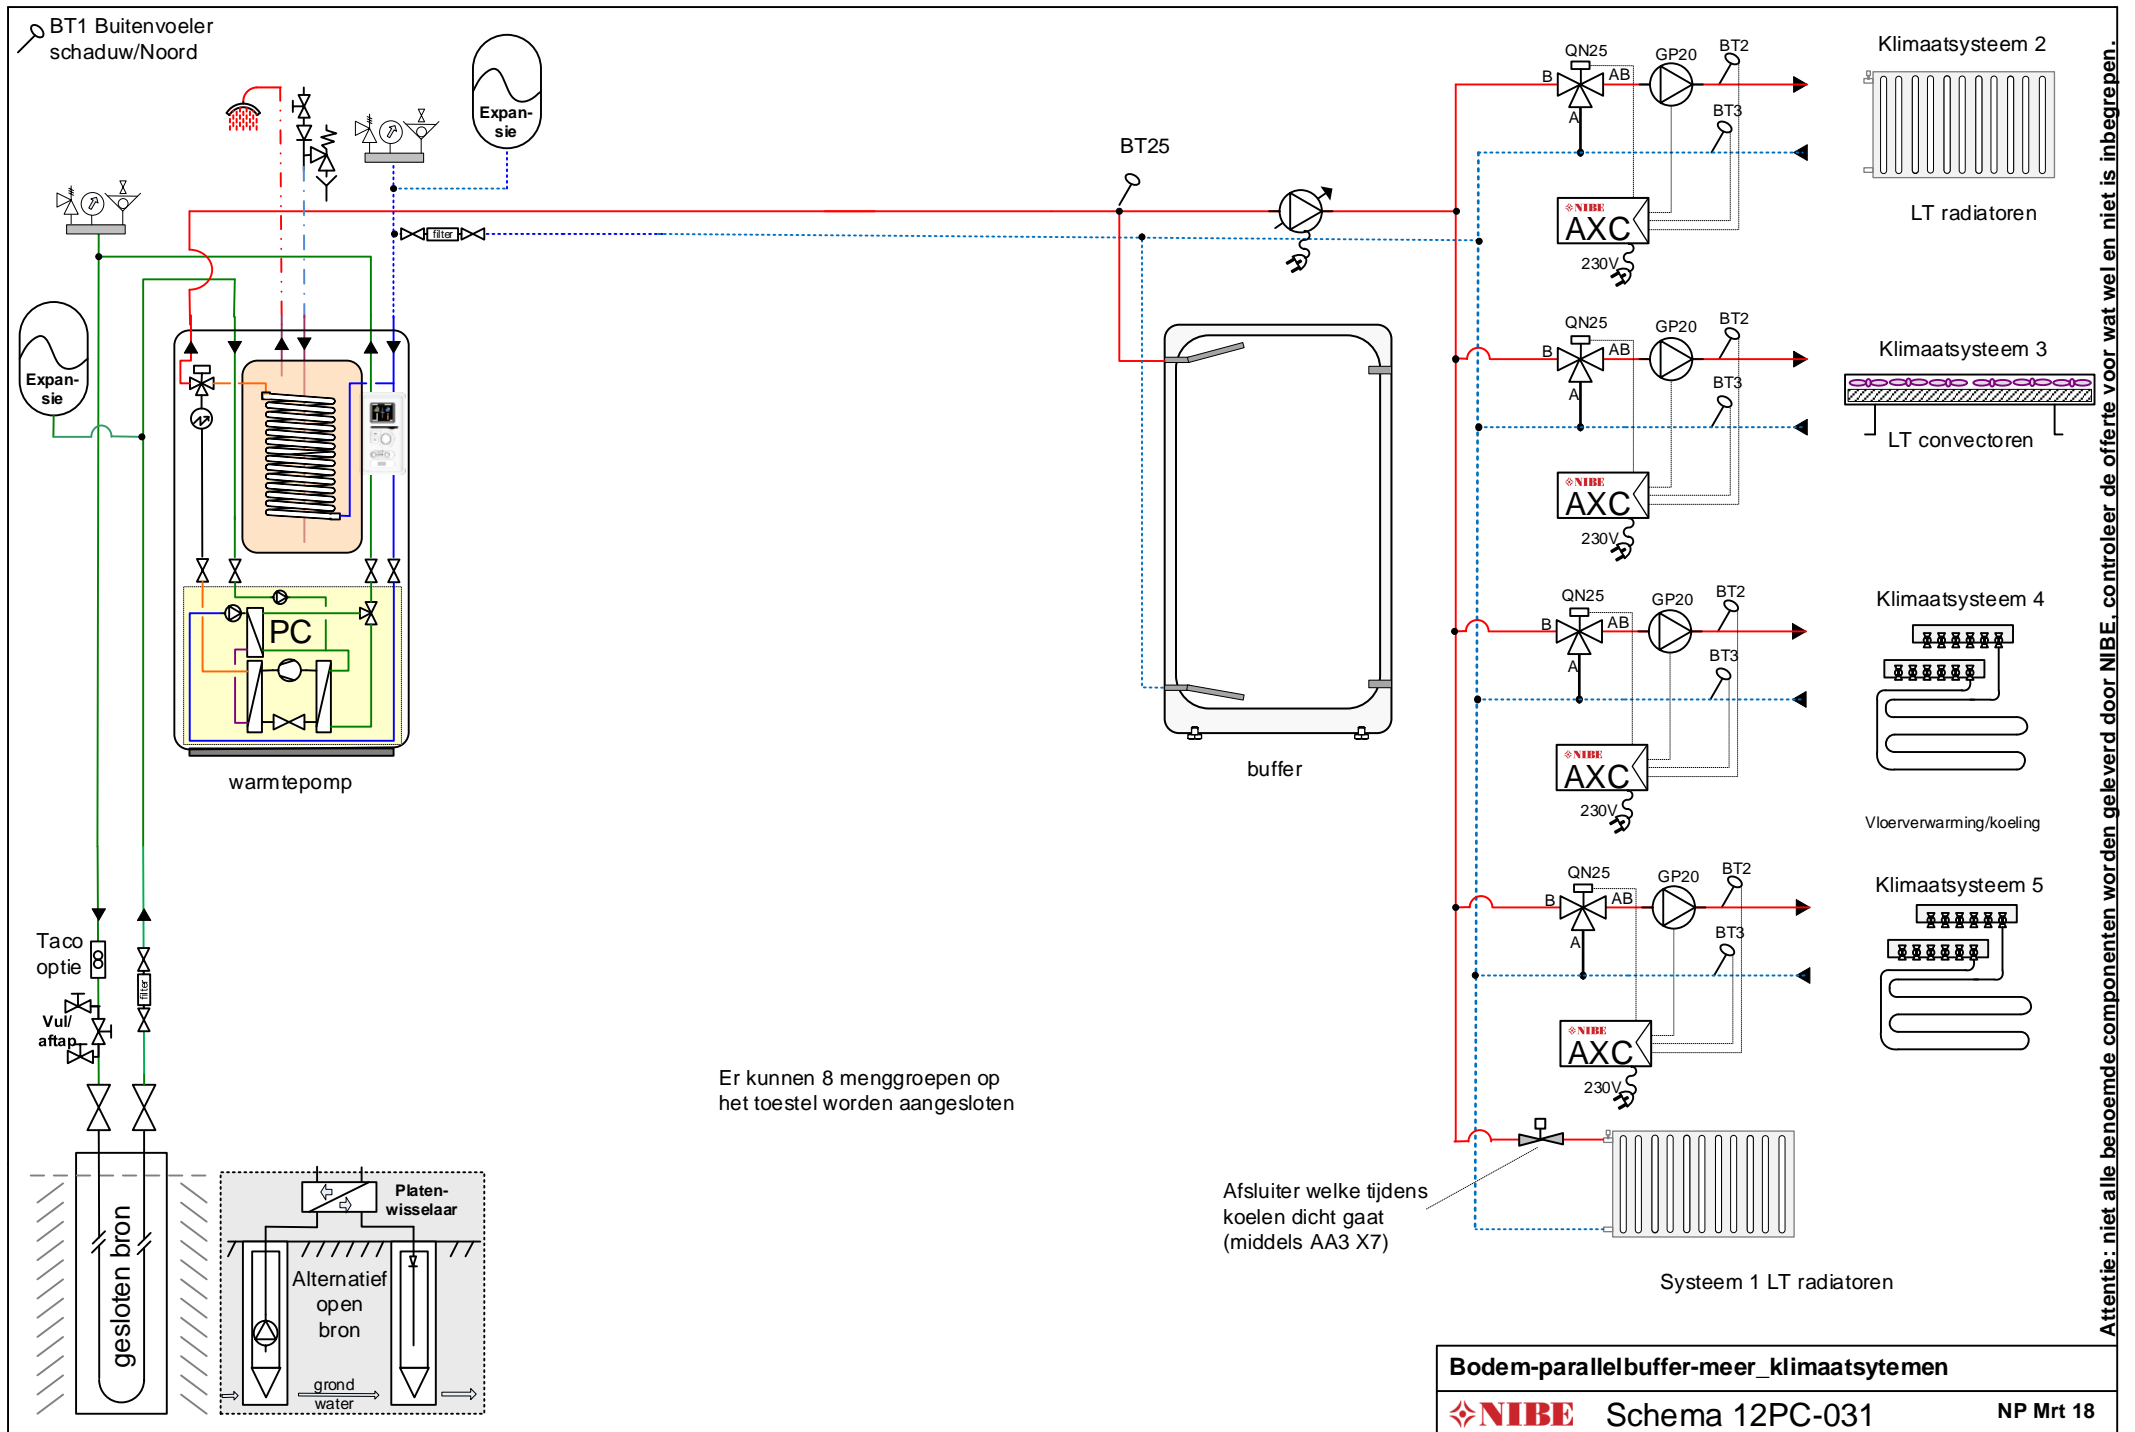 BT1 Buitenvoeler
schaduw/Noord
Expan-
sie
filter
BT25
Expan-
sie
PC
warmtepomp
buffer
Taco
optie
filter
Vul/
aftap
gesloten bron
Platen-
wisselaar
Alternatief
open
bron
grond
water
Er kunnen 8 menggroepen op
het toestel worden aangesloten
QN25
GP20
BT2
B
AB
A
BT3
NIBE
AXC
230V
Klimaatsysteem 2
LT radiatoren
QN25
GP20
BT2
B
AB
A
BT3
NIBE
AXC
230V
Klimaatsysteem 3
LT convectoren
QN25
GP20
BT2
B
AB
A
BT3
NIBE
AXC
230V
Klimaatsysteem 4
Vloerverwarming/koeling
QN25
GP20
BT2
B
AB
A
BT3
NIBE
AXC
230V
Klimaatsysteem 5
Afsluiter welke tijdens
koelen dicht gaat
(middels AA3 X7)
Systeem 1 LT radiatoren
Attentie: niet alle benoemde componenten worden geleverd door NIBE, controleer de offerte voor wat wel en niet is inbegrepen.
Bodem-parallelbuffer-meer_klimaatsytemen
NIBE Schema 12PC-031 NP Mrt 18